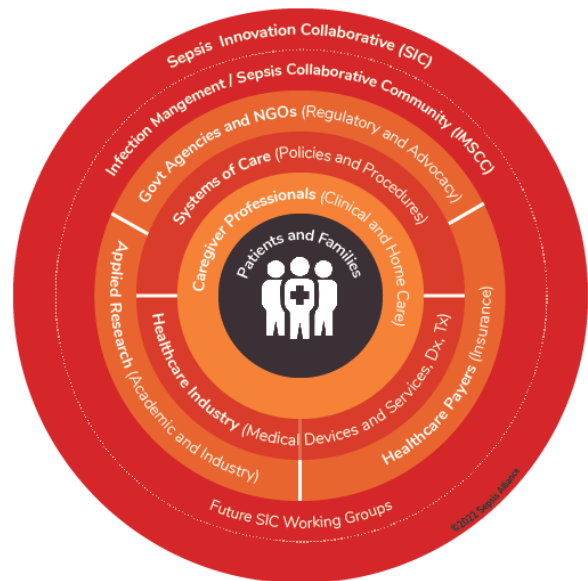 Sepsis Innovation Collaborative (SIC)
Infection Mangement / Sepsis Collaborative Community (IMSCC)
Govt Agencies and NGOs (Regulatory and Advocacy)
Systems of Care (Policies and Procedures)
Caregiver Professionals (Clinical and Home Care)
Patients and Families
Applied Research (Academic and Industry)
Healthcare Industry (Medical Devices and Services, Dx, Tx)
Healthcare Payers (Insurance)
Future SIC Working Groups
©2022 Sepsis Alliance